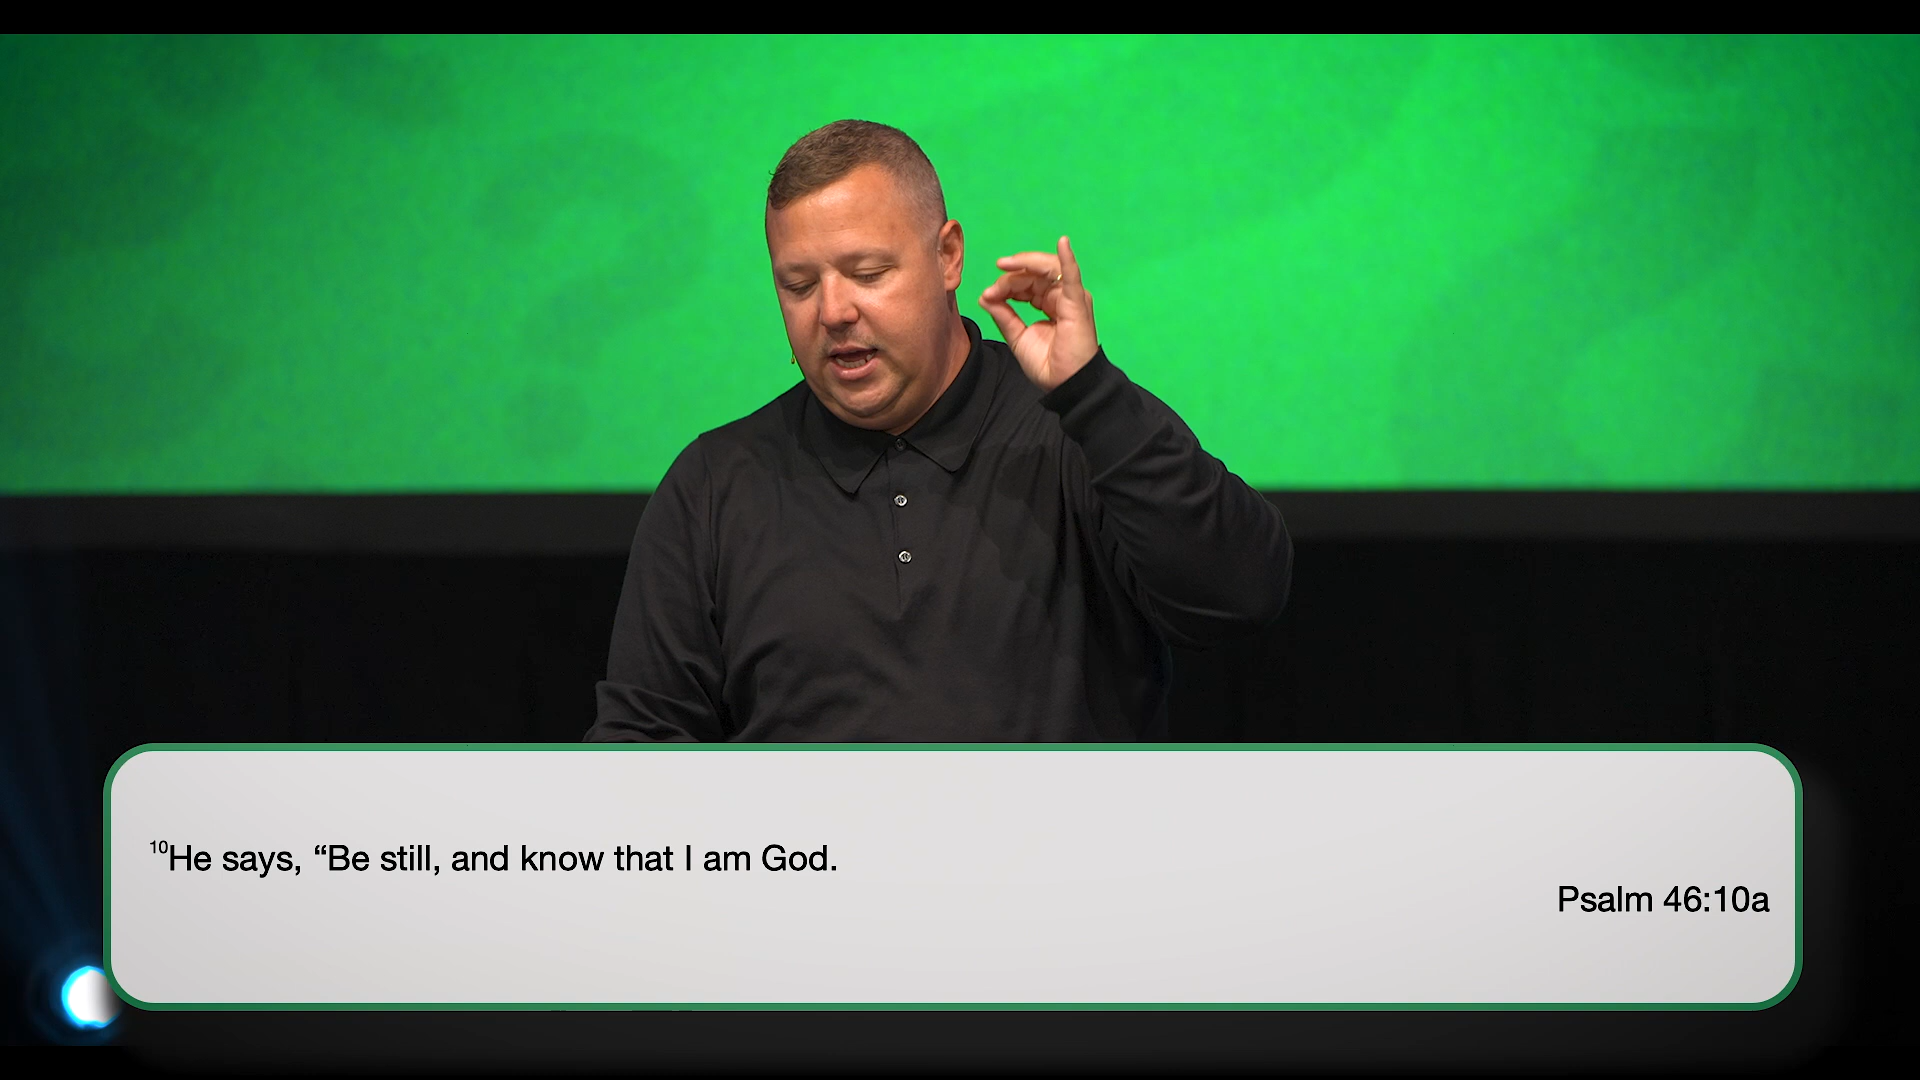 ¹⁰He says, “Be still, and know that I am God.
Psalm 46:10a